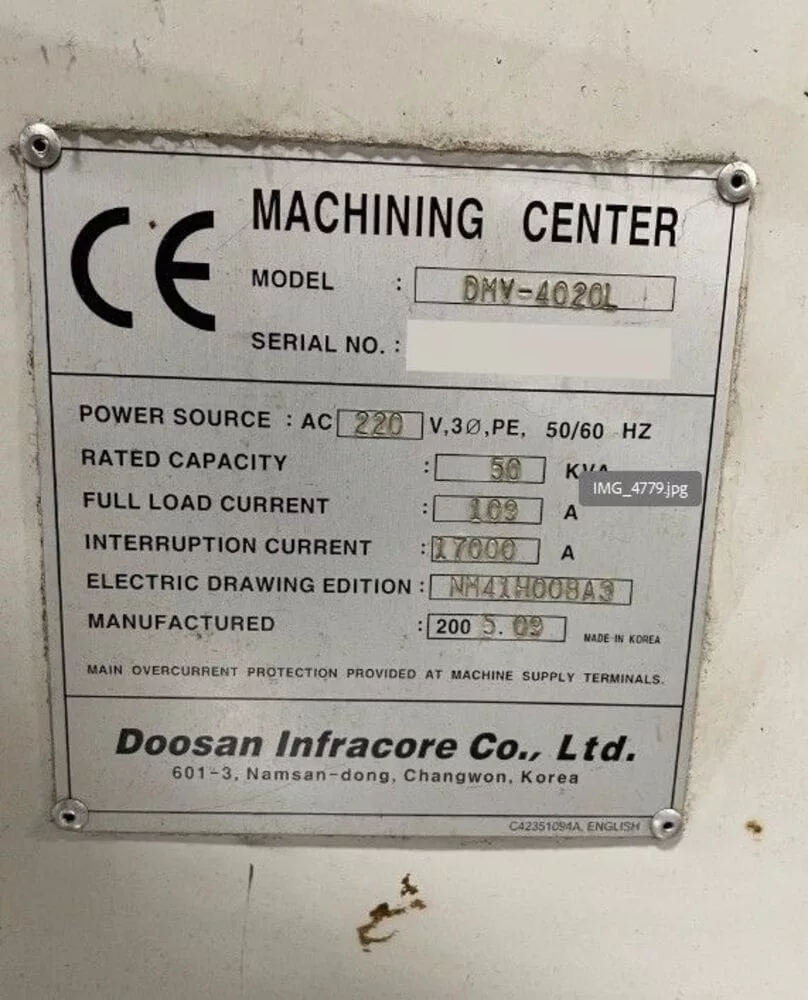 CE
MACHINING CENTER
MODEL : DMV-4020L
SERIAL NO. :
POWER SOURCE : AC 220 V,3Ø,PE, 50/60 HZ
RATED CAPACITY : 50 KVA
FULL LOAD CURRENT : 109 A
IMG_4779.jpg
INTERRUPTION CURRENT : 17000 A
ELECTRIC DRAWING EDITION : NM41H008A3
MANUFACTURED : 200 5. 09
MADE IN KOREA
MAIN OVERCURRENT PROTECTION PROVIDED AT MACHINE SUPPLY TERMINALS.
Doosan Infracore Co., Ltd.
601-3, Namsan-dong, Changwon, Korea
C42351094A, ENGLISH